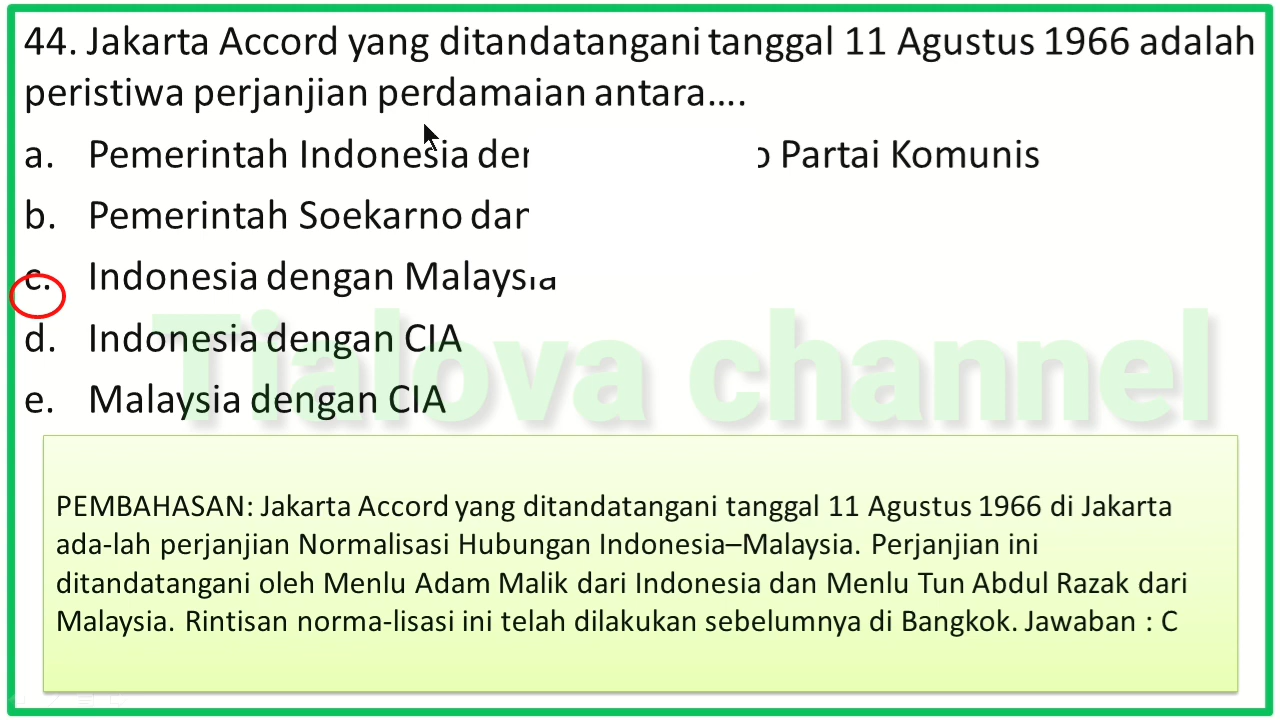 44. Jakarta Accord yang ditandatangani tanggal 11 Agustus 1966 adalah
peristiwa perjanjian perdamaian antara....
a. Pemerintah Indonesia Partai Komunis
b. Pemerintah Soekarno
c. Indonesia dengan Malaysia
d. Indonesia dengan CIA
e. Malaysia dengan CIA
Tialova channel
PEMBAHASAN: Jakarta Accord yang ditandatangani tanggal 11 Agustus 1966 di Jakarta
ada-lah perjanjian Normalisasi Hubungan Indonesia–Malaysia. Perjanjian ini
ditandatangani oleh Menlu Adam Malik dari Indonesia dan Menlu Tun Abdul Razak dari
Malaysia. Rintisan norma-lisasi ini telah dilakukan sebelumnya di Bangkok. Jawaban : C